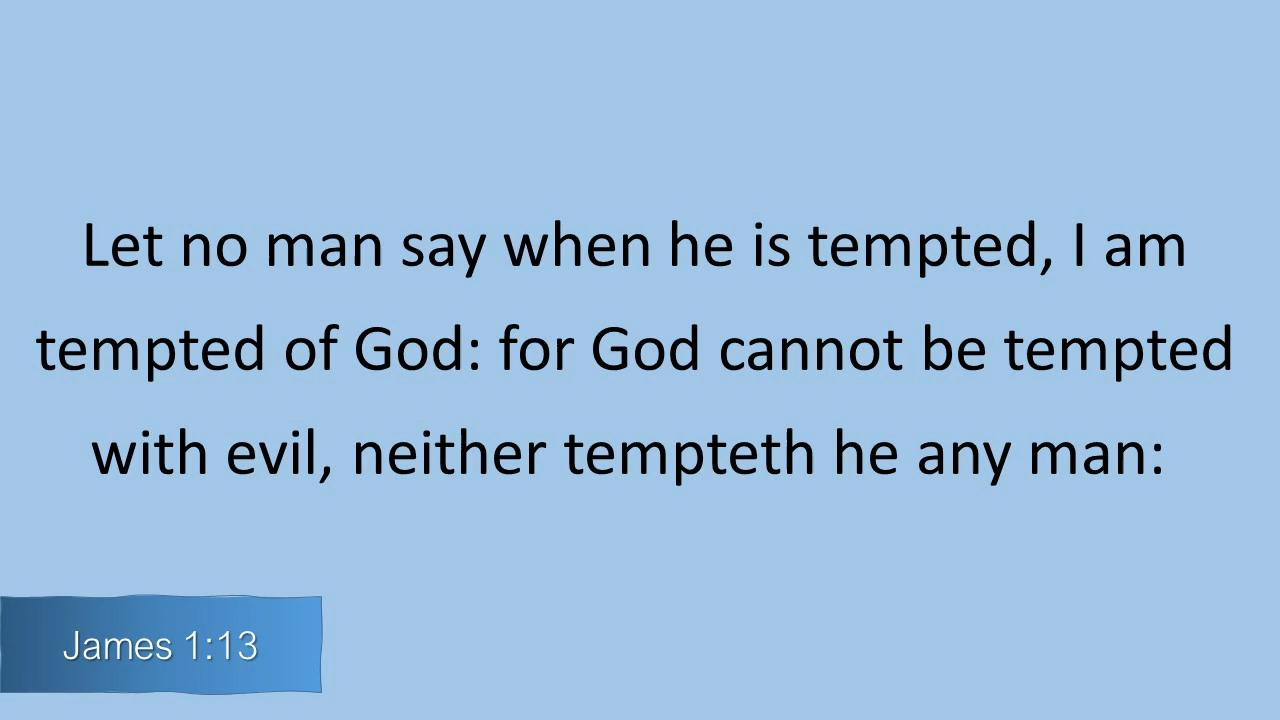 Let no man say when he is tempted, I am
tempted of God: for God cannot be tempted
with evil, neither tempteth he any man:
James 1:13